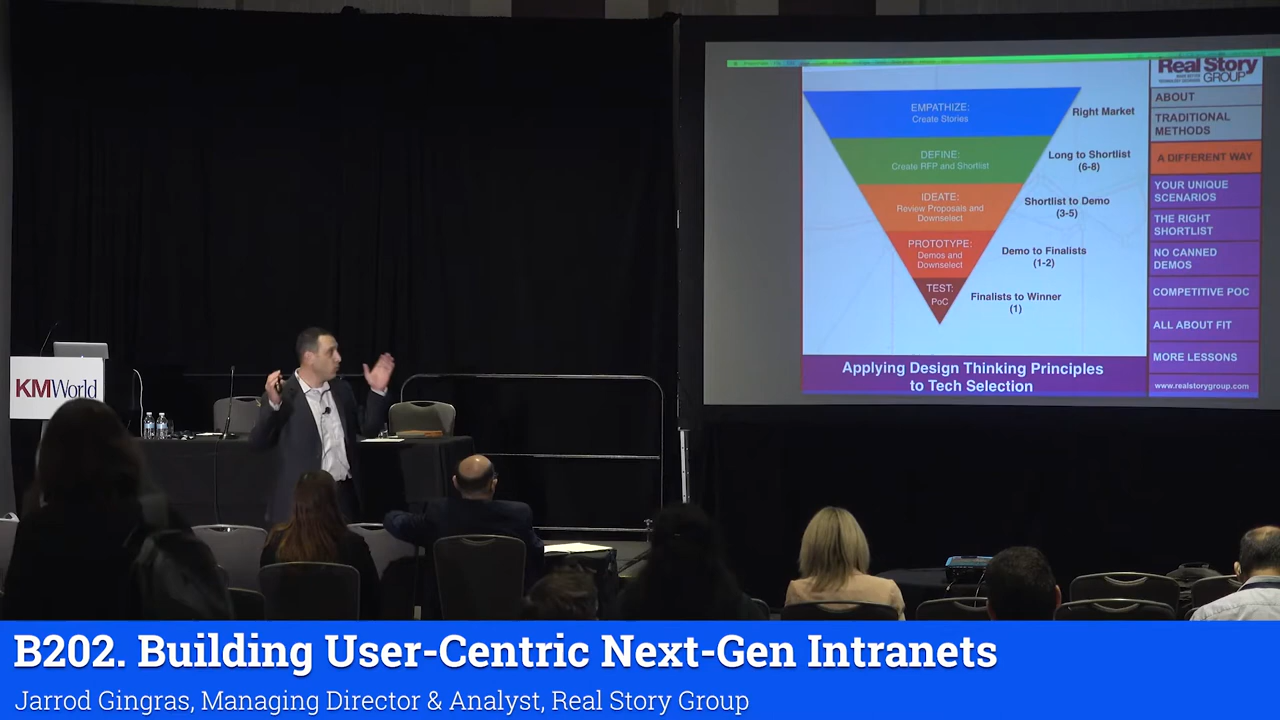 Real Story
GROUP
EMPATHIZE:
Create Stories
Right Market
DEFINE:
Create RFP and Shortlist
Long to Shortlist
(6-8)
IDEATE:
Review Proposals and
Downselect
Shortlist to Demo
(3-5)
PROTOTYPE:
Demos and
Downselect
Demo to Finalists
(1-2)
TEST:
PoC
Finalists to Winner
(1)
Applying Design Thinking Principles
to Tech Selection
ABOUT
TRADITIONAL
METHODS
A DIFFERENT WAY
YOUR UNIQUE
SCENARIOS
THE RIGHT
SHORTLIST
NO CANNED
DEMOS
COMPETITIVE POC
ALL ABOUT FIT
MORE LESSONS
www.realstorygroup.com
KMWorld
B202. Building User-Centric Next-Gen Intranets
Jarrod Gingras, Managing Director & Analyst, Real Story Group